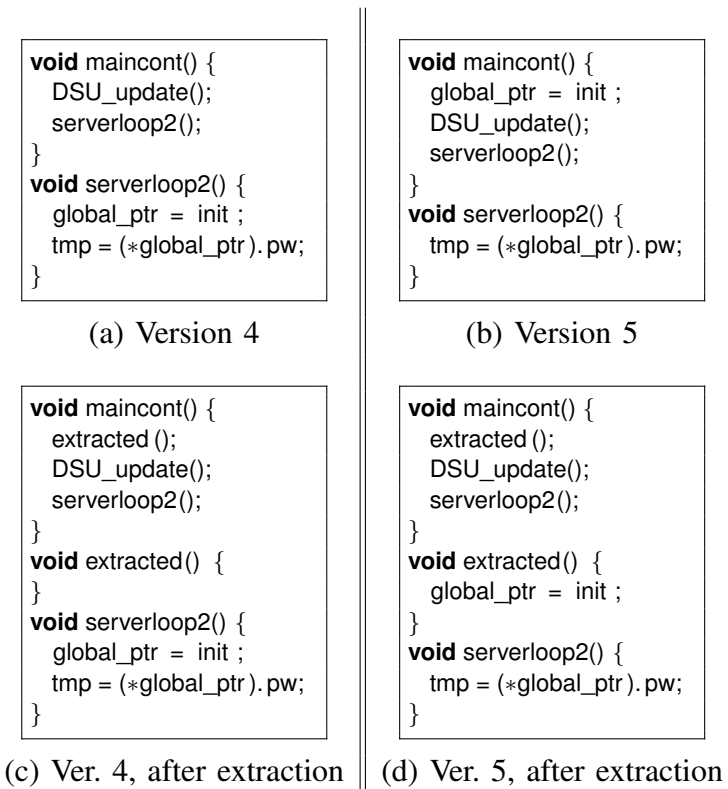 void maincont() {
DSU_update();
serverloop2();
}
void serverloop2() {
global_ptr = init ;
tmp = (∗global_ptr).pw;
}
(a) Version 4
void maincont() {
global_ptr = init ;
DSU_update();
serverloop2();
}
void serverloop2() {
tmp = (∗global_ptr).pw;
}
(b) Version 5
void maincont() {
extracted ();
DSU_update();
serverloop2();
}
void extracted() {
}
void serverloop2() {
global_ptr = init ;
tmp = (∗global_ptr).pw;
}
(c) Ver. 4, after extraction
void maincont() {
extracted ();
DSU_update();
serverloop2();
}
void extracted() {
global_ptr = init ;
}
void serverloop2() {
tmp = (∗global_ptr).pw;
}
(d) Ver. 5, after extraction